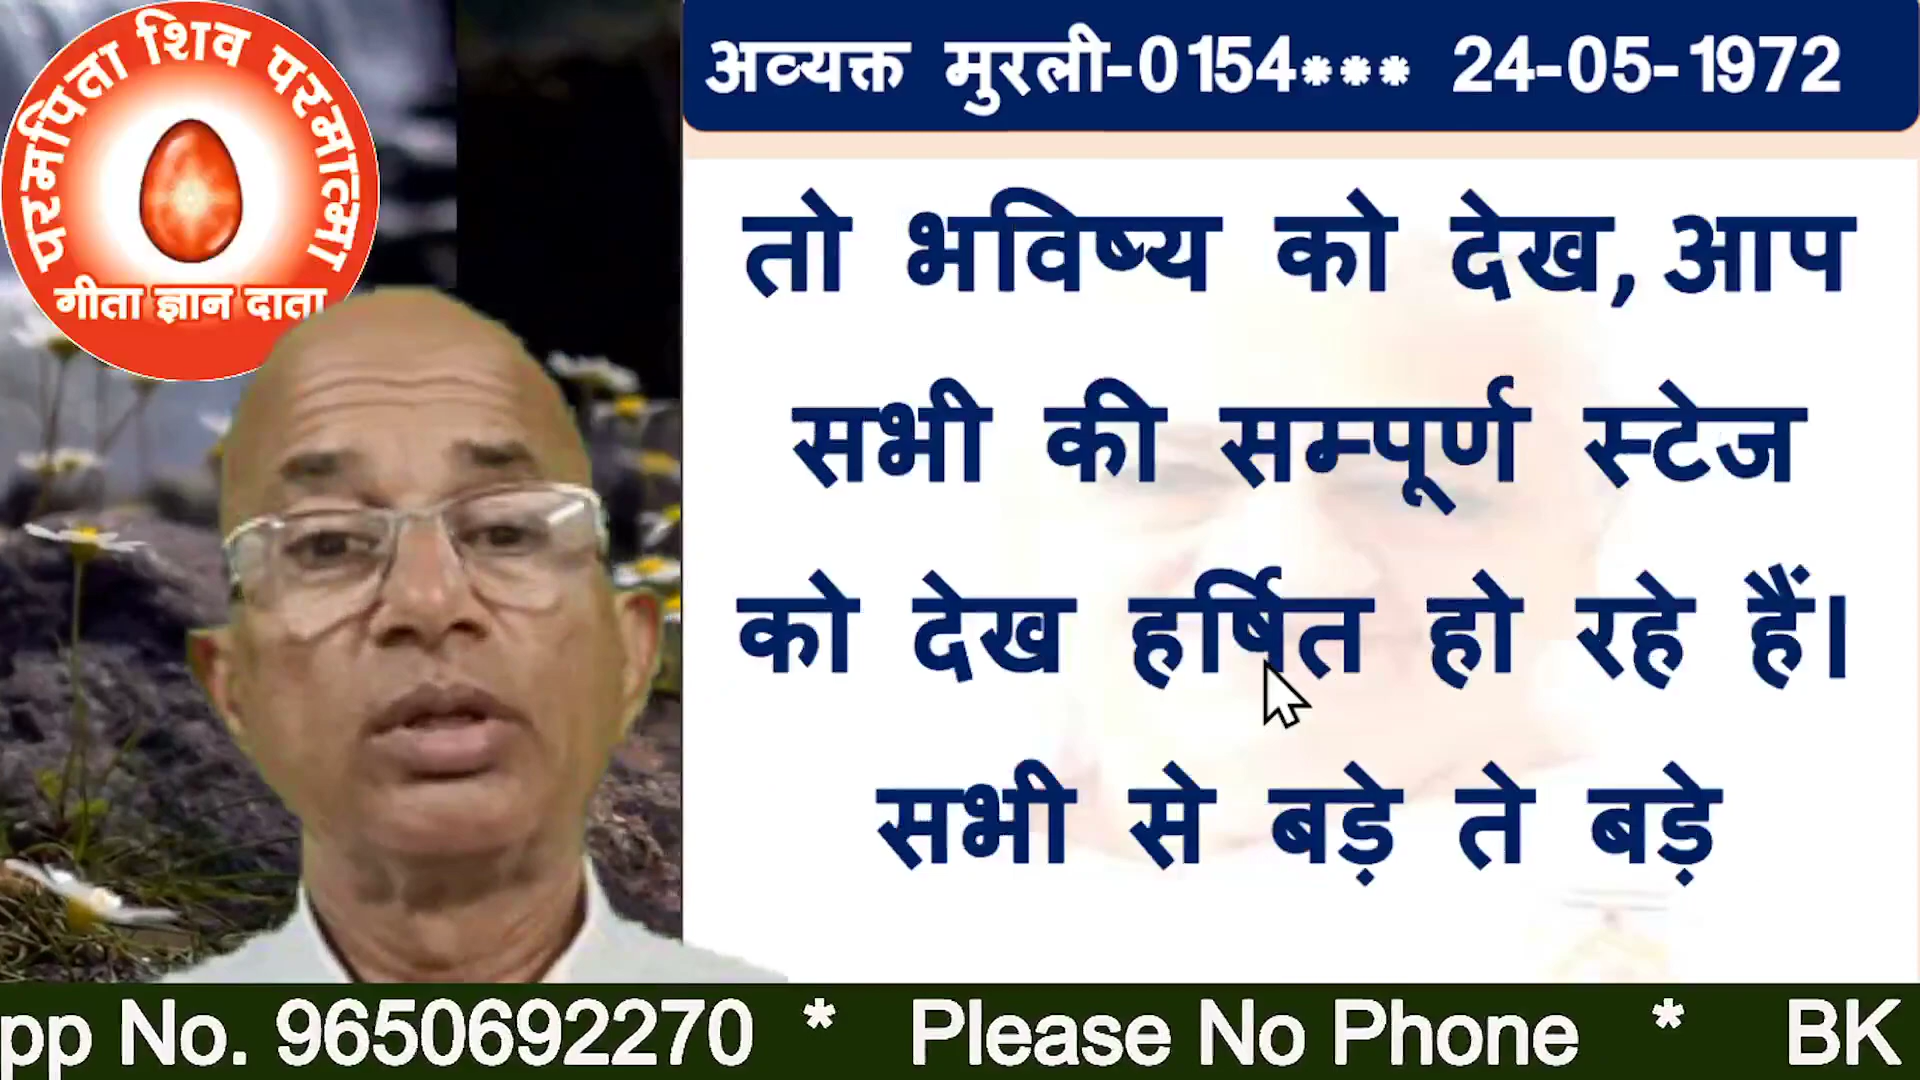 परमपिता शिव परमात्मा
गीता ज्ञान दाता
अव्यक्त मुरली-0154*** 24-05-1972
तो भविष्य को देख, आप
सभी की सम्पूर्ण स्टेज
को देख हर्षित हो रहे हैं।
सभी से बड़े ते बड़े
pp No. 9650692270 * Please No Phone * BK